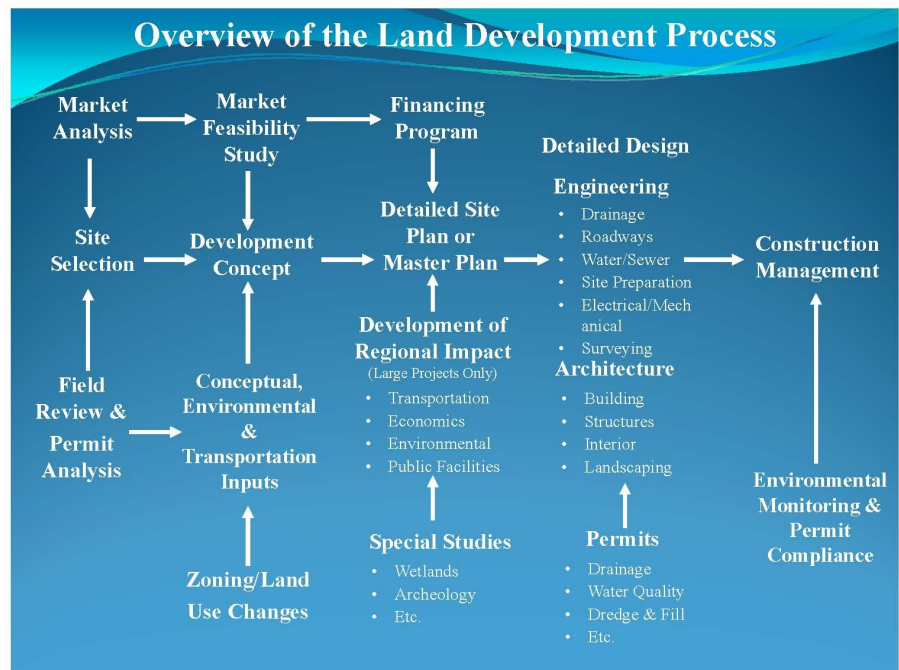 Overview of the Land Development Process
Market
Analysis
Market
Feasibility
Study
Financing
Program
Site
Selection
Development
Concept
Detailed Site
Plan or
Master Plan
Detailed Design
Engineering
• Drainage
• Roadways
• Water/Sewer
• Site Preparation
• Electrical/Mech
anical
• Surveying
Architecture
• Building
• Structures
• Interior
• Landscaping
Construction
Management
Field
Review &
Permit
Analysis
Conceptual,
Environmental
&
Transportation
Inputs
Development of
Regional Impact
(Large Projects Only)
• Transportation
• Economics
• Environmental
• Public Facilities
Zoning/Land
Use Changes
Special Studies
• Wetlands
• Archeology
• Etc.
Permits
• Drainage
• Water Quality
• Dredge & Fill
• Etc.
Environmental
Monitoring &
Permit
Compliance